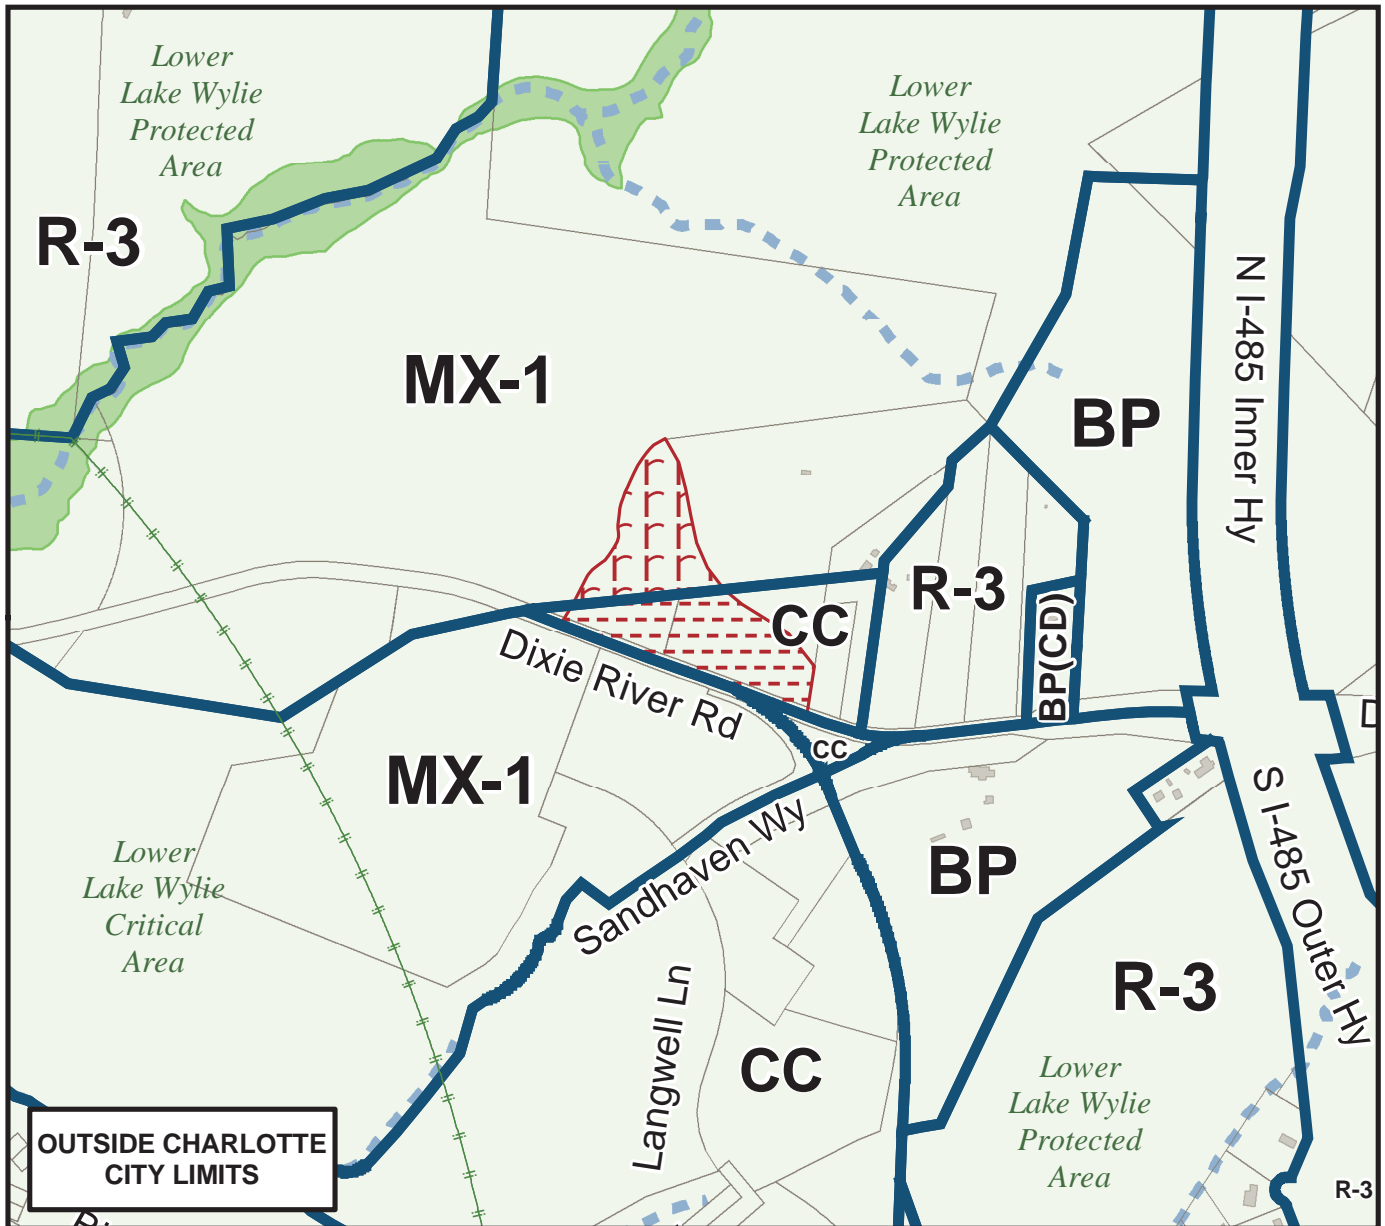 Lower
Lake Wylie
Protected
Area
Lower
Lake Wylie
Protected
Area
R-3
N I-485 Inner Hy
MX-1
BP
R-3
CC
BP(CD)
Dixie River Rd
CC
MX-1
S I-485 Outer Hy
Sandhaven Wy
BP
Lower
Lake Wylie
Critical
Area
R-3
Langwell Ln
CC
Lower
Lake Wylie
Protected
Area
OUTSIDE CHARLOTTE
CITY LIMITS
R-3